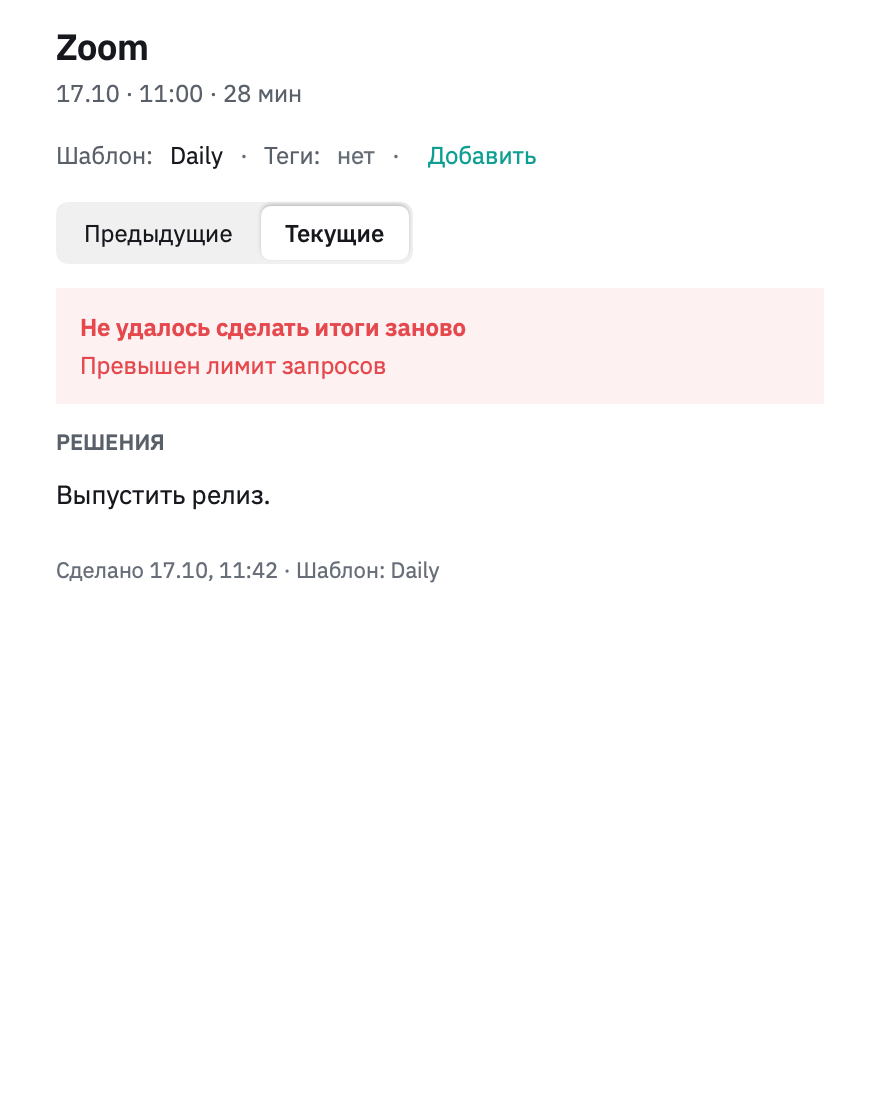 Zoom
17.10 · 11:00 · 28 мин
Шаблон: Daily · Теги: нет · Добавить
Предыдущие Текущие
Не удалось сделать итоги заново
Превышен лимит запросов
РЕШЕНИЯ
Выпустить релиз.
Сделано 17.10, 11:42 · Шаблон: Daily